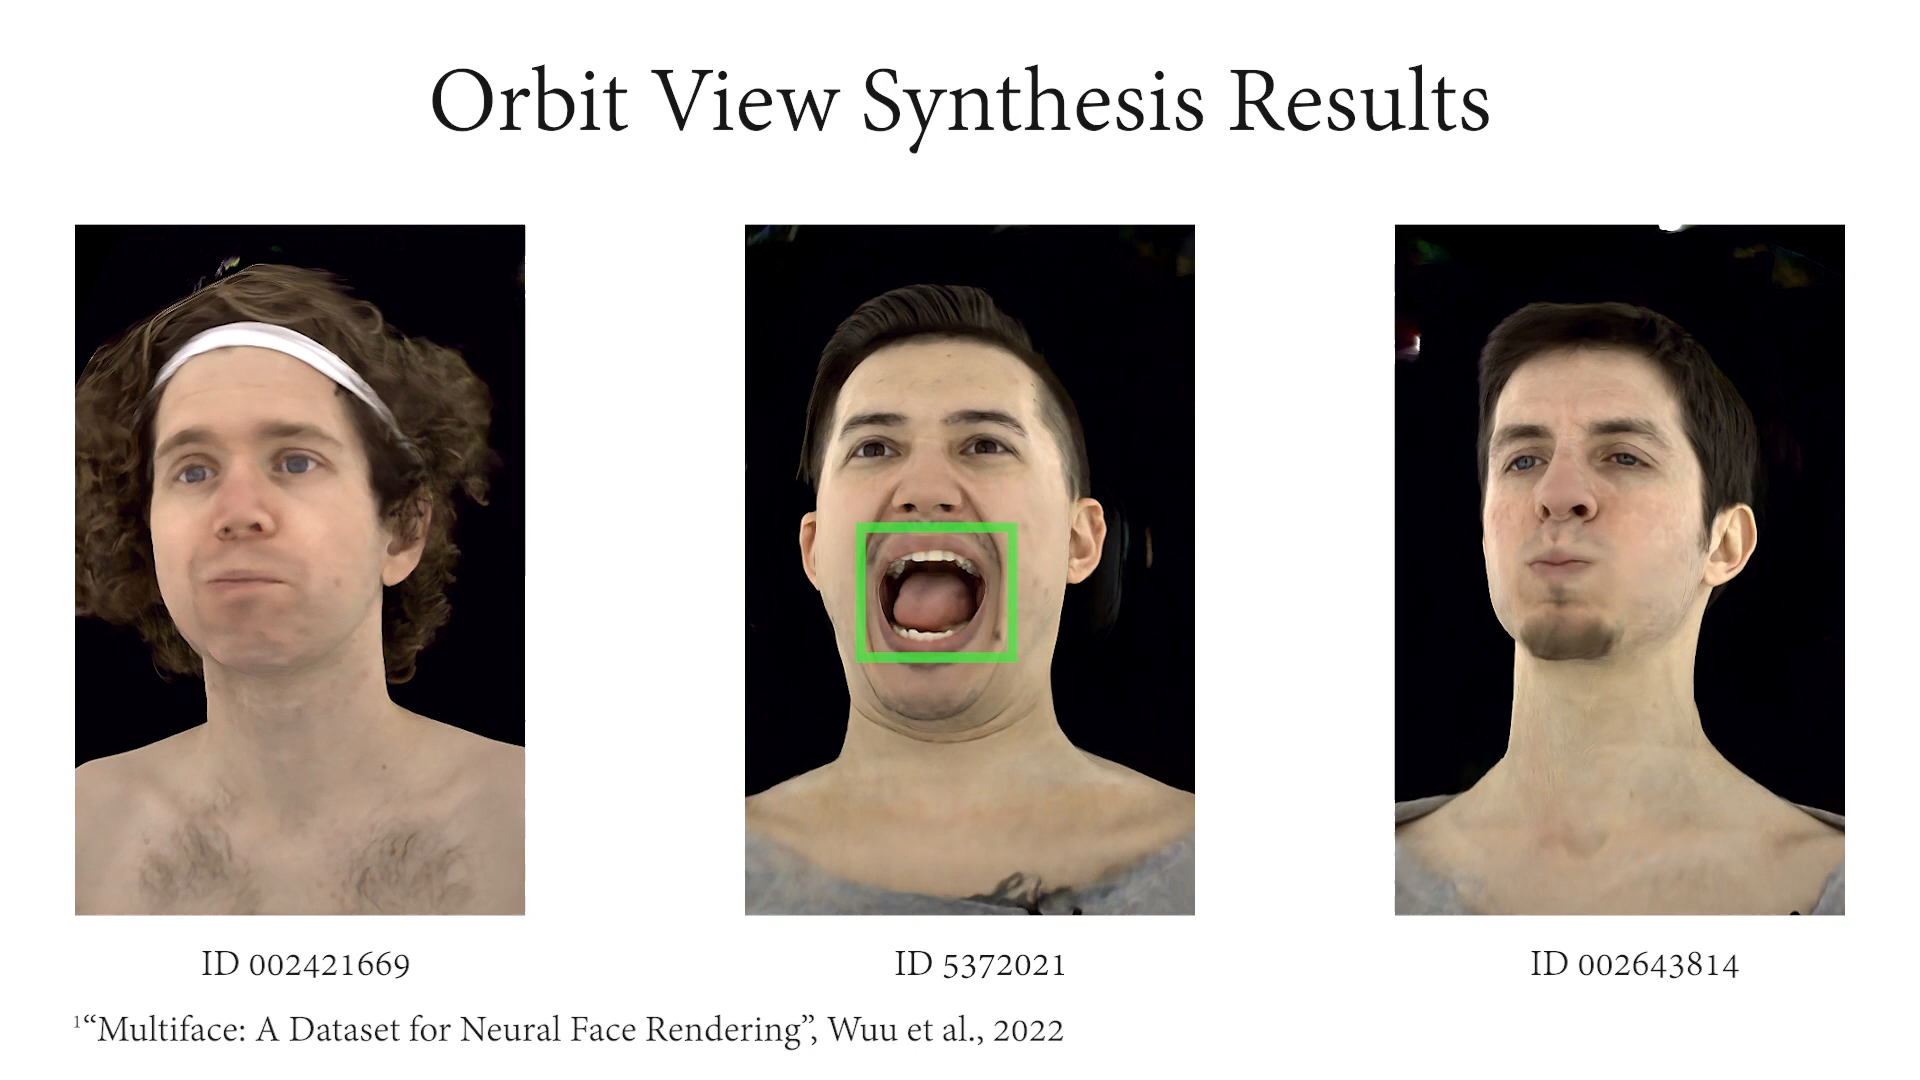 Orbit View Synthesis Results
ID 002421669
ID 5372021
ID 002643814
¹“Multiface: A Dataset for Neural Face Rendering”, Wuu et al., 2022